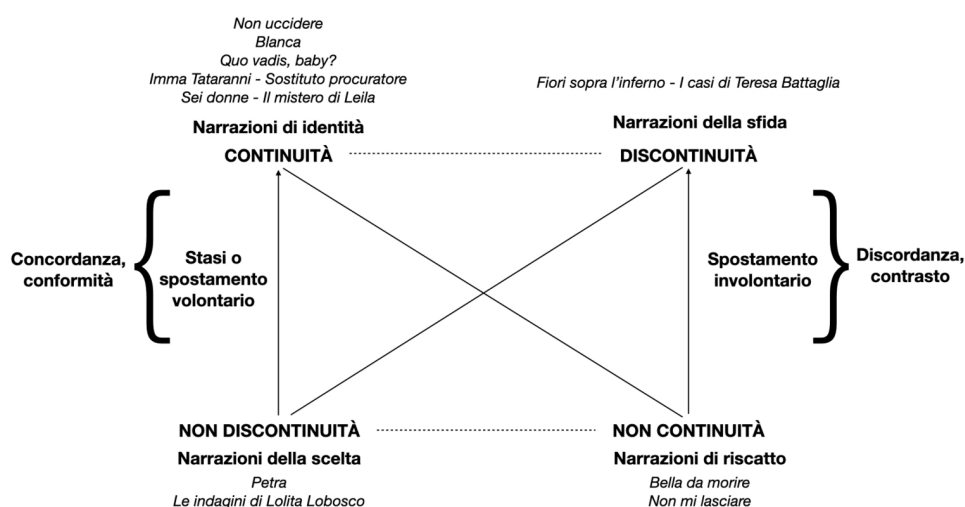 Non uccidere
Blanca
Quo vadis, baby?
Imma Tataranni - Sostituto procuratore
Sei donne - Il mistero di Leila
Narrazioni di identità
CONTINUITÀ
Fiori sopra l'inferno - I casi di Teresa Battaglia
Narrazioni della sfida
DISCONTINUITÀ
Concordanza,
conformità
Stasi o
spostamento
volontario
Spostamento
involontario
Discordanza,
contrasto
NON DISCONTINUITÀ
Narrazioni della scelta
Petra
Le indagini di Lolita Lobosco
NON CONTINUITÀ
Narrazioni di riscatto
Bella da morire
Non mi lasciare